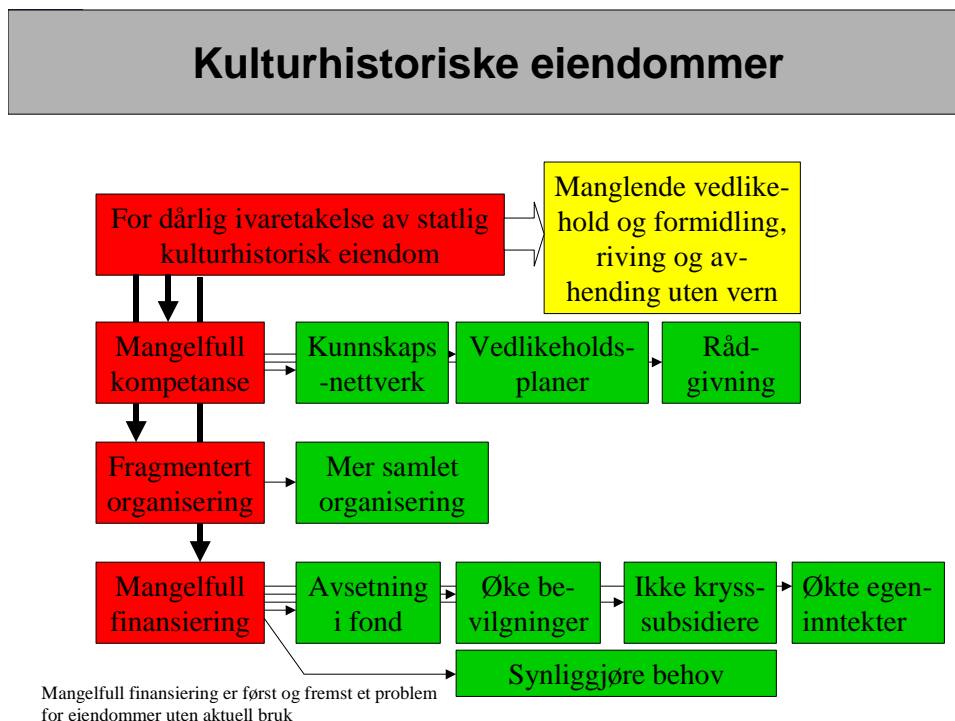 Kulturhistoriske eiendommer
For dårlig ivaretakelse av statlig
kulturhistorisk eiendom
Manglende vedlike-
hold og formidling,
riving og av-
hending uten vern
Mangelfull
kompetanse
Kunnskaps
-nettverk
Vedlikeholds-
planer
Råd-
givning
Fragmentert
organisering
Mer samlet
organisering
Mangelfull
finansiering
Avsetning
i fond
Øke be-
vilgninger
Ikke kryss-
subsidiere
Økte egen-
inntekter
Synliggjøre behov
Mangelfull finansiering er først og fremst et problem
for eiendommer uten aktuell bruk